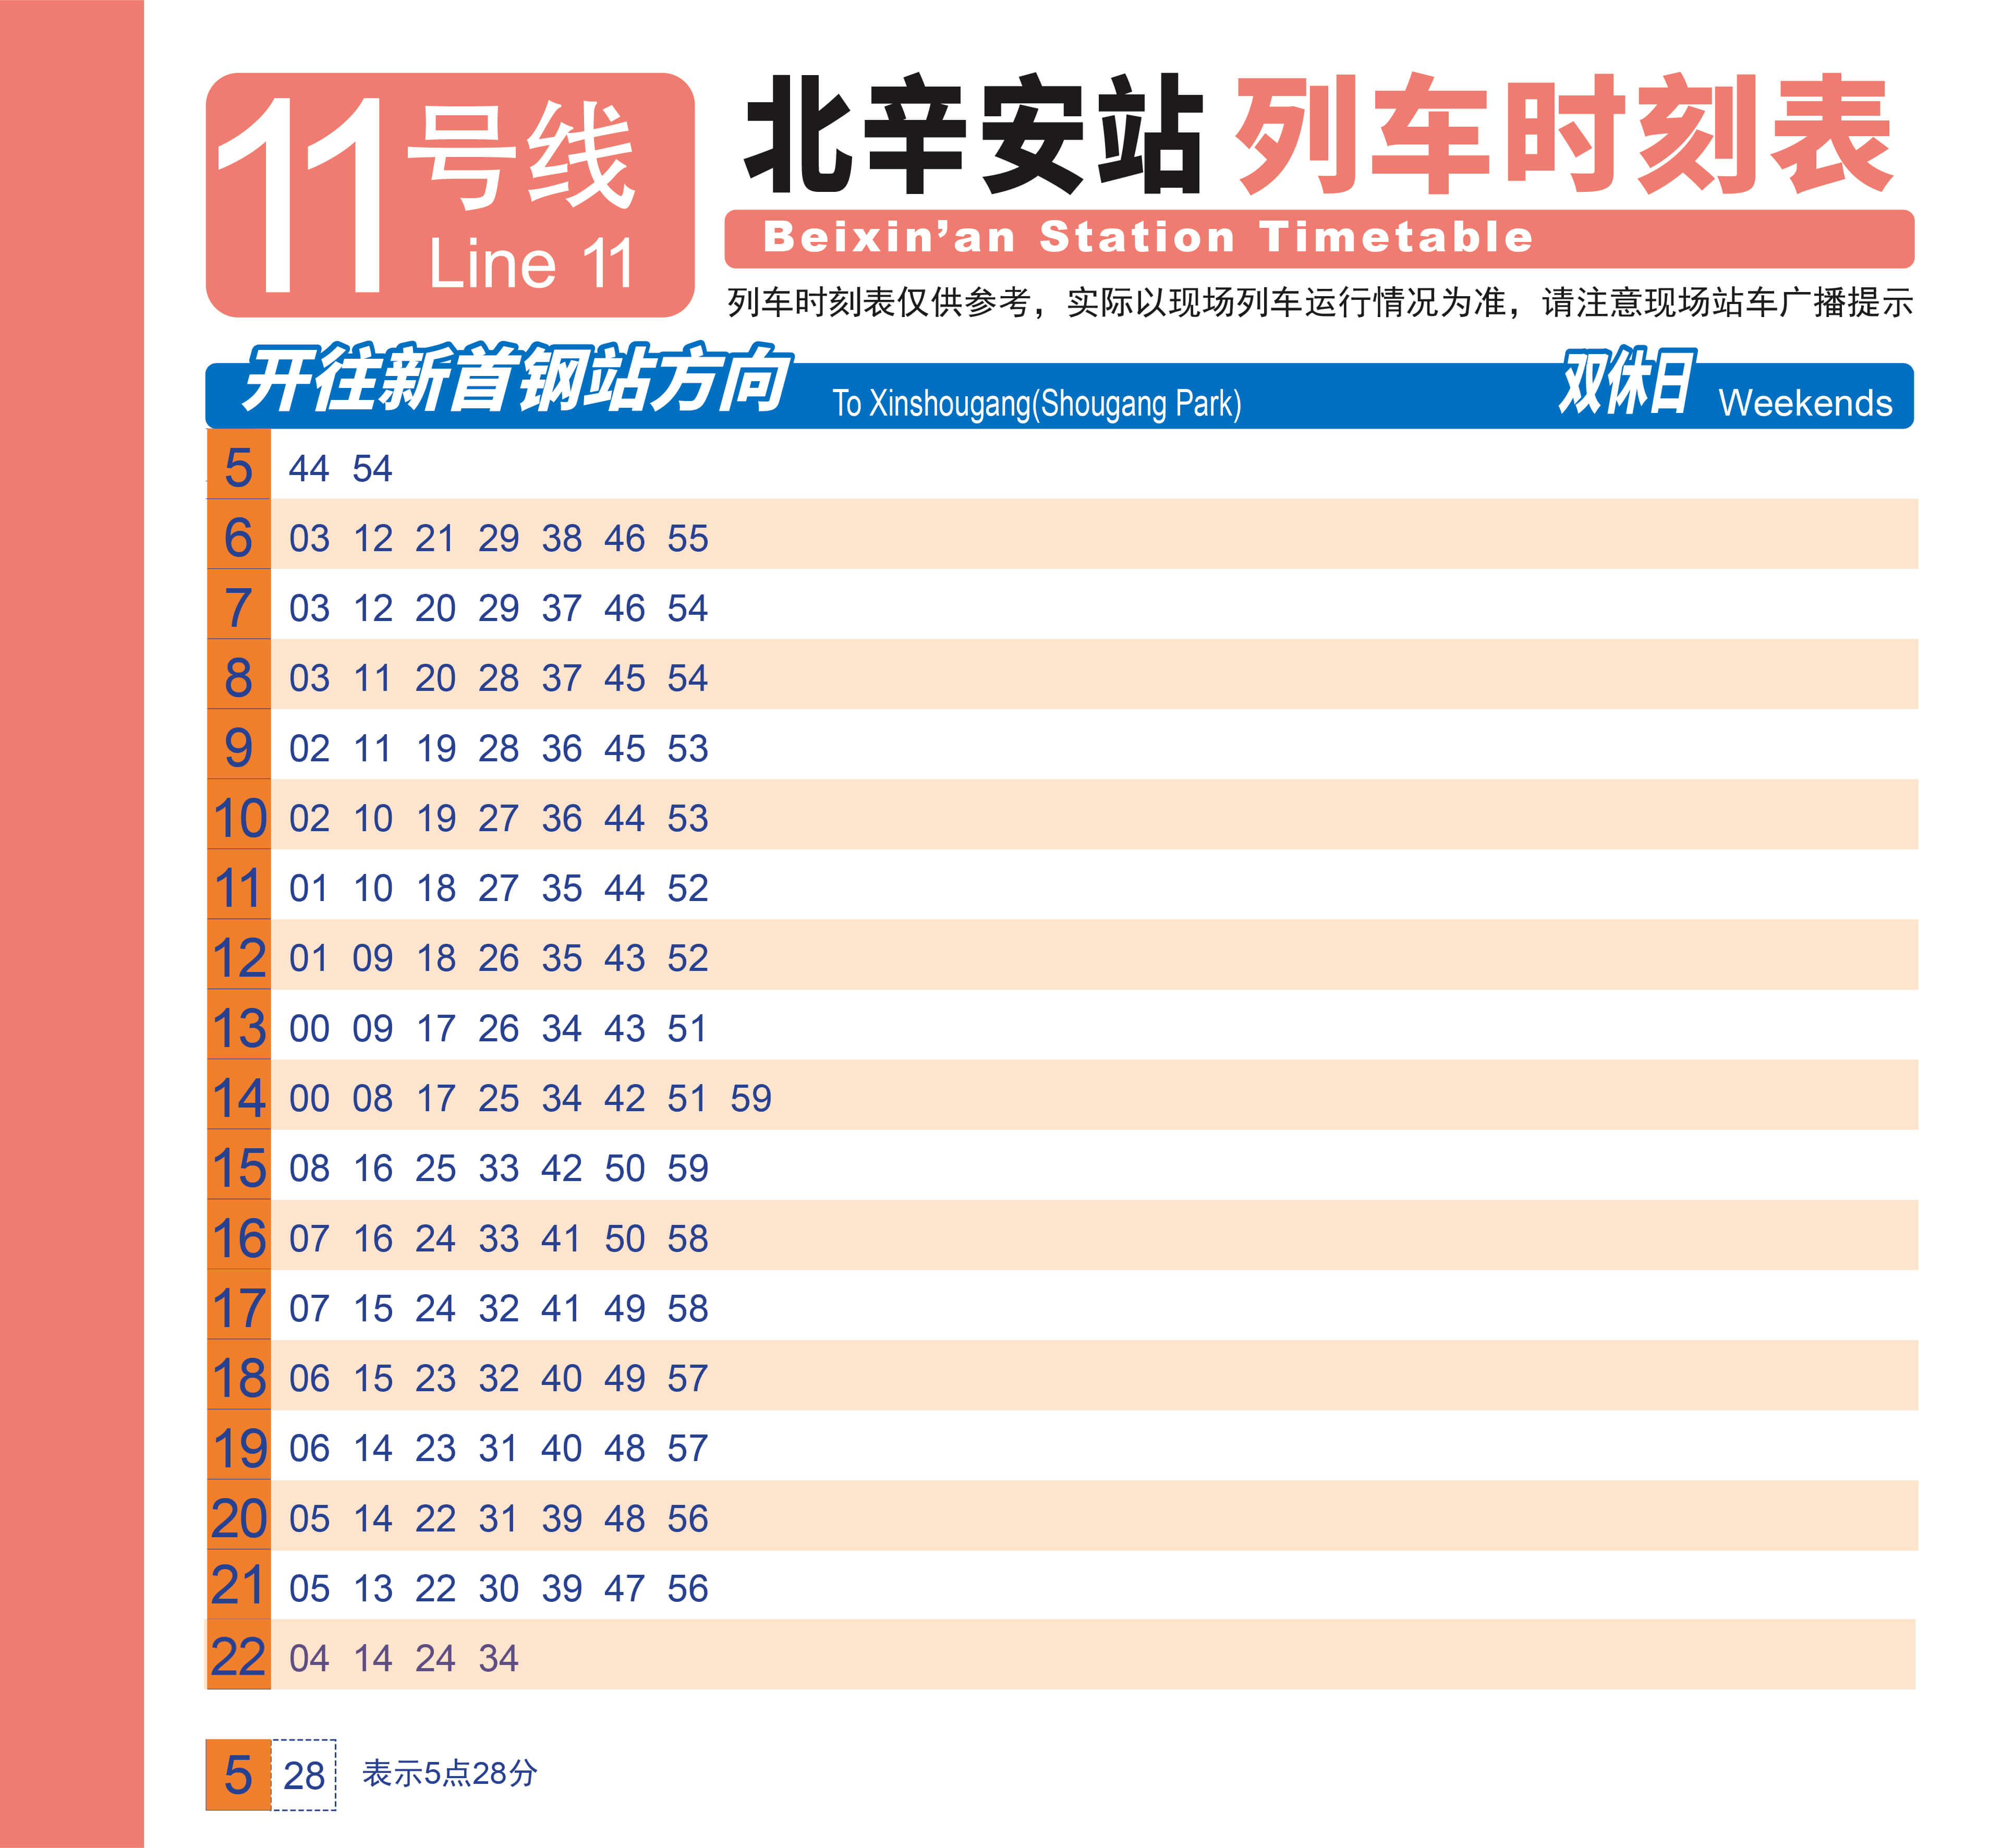 11号线
Line 11
北辛安站 列车时刻表
Beixin’an Station Timetable
列车时刻表仅供参考，实际以现场列车运行情况为准，请注意现场站车广播提示
开往新首钢站方向 To Xinshougang(Shougang Park) 双休日 Weekends
5 44 54
6 03 12 21 29 38 46 55
7 03 12 20 29 37 46 54
8 03 11 20 28 37 45 54
9 02 11 19 28 36 45 53
10 02 10 19 27 36 44 53
11 01 10 18 27 35 44 52
12 01 09 18 26 35 43 52
13 00 09 17 26 34 43 51
14 00 08 17 25 34 42 51 59
15 08 16 25 33 42 50 59
16 07 16 24 33 41 50 58
17 07 15 24 32 41 49 58
18 06 15 23 32 40 49 57
19 06 14 23 31 40 48 57
20 05 14 22 31 39 48 56
21 05 13 22 30 39 47 56
22 04 14 24 34
5 28 表示5点28分